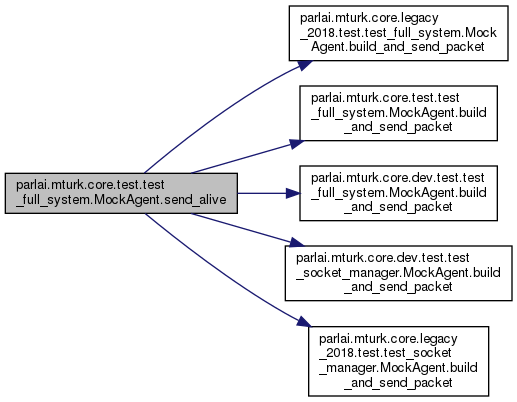 parlai.mturk.core.legacy
_2018.test.test_full_system.Mock
Agent.build_and_send_packet
parlai.mturk.core.test.test
_full_system.MockAgent.build
_and_send_packet
parlai.mturk.core.test.test
_full_system.MockAgent.send_alive
parlai.mturk.core.dev.test.test
_full_system.MockAgent.build
_and_send_packet
parlai.mturk.core.dev.test.test
_socket_manager.MockAgent.build
_and_send_packet
parlai.mturk.core.legacy
_2018.test.test_socket
_manager.MockAgent.build
_and_send_packet